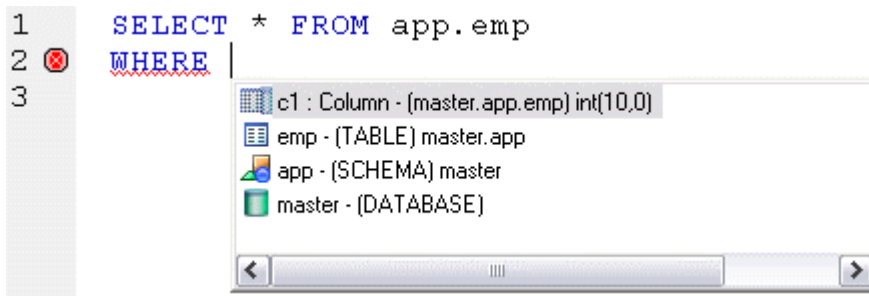 1 SELECT * FROM app.emp
2 WHERE
3
c1 : Column - (master.app.emp) int(10,0)
emp - (TABLE) master.app
app - (SCHEMA) master
master - (DATABASE)